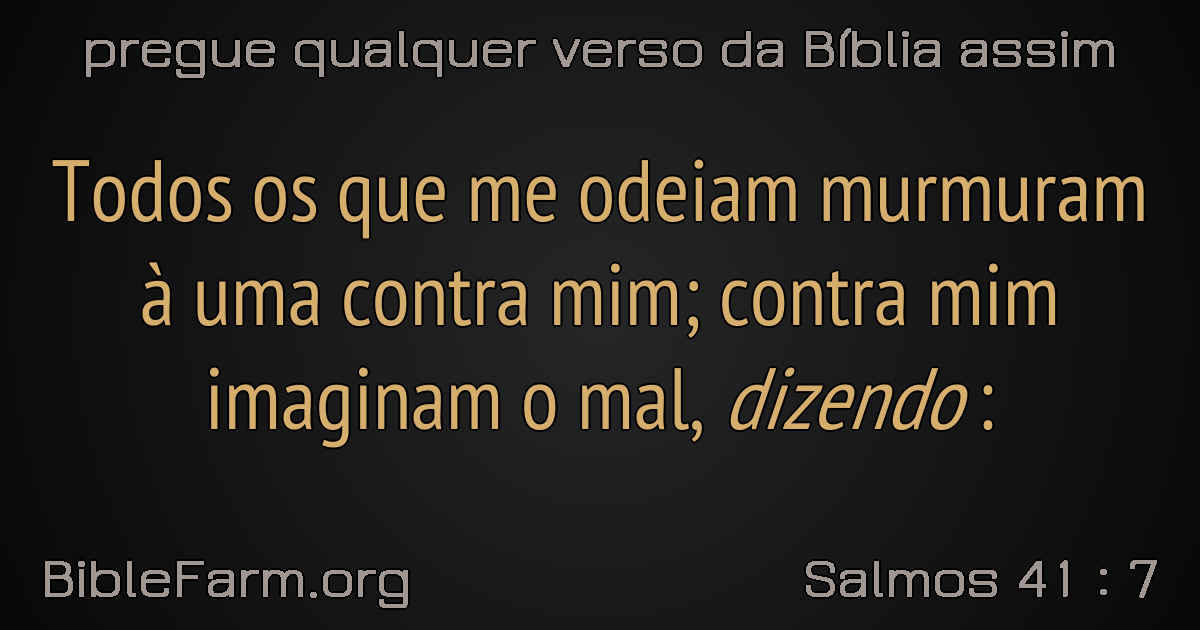 pregue qualquer verso da Bíblia assim
Todos os que me odeiam murmuram
à uma contra mim; contra mim
imaginam o mal, dizendo :
BibleFarm.org
Salmos 41 : 7